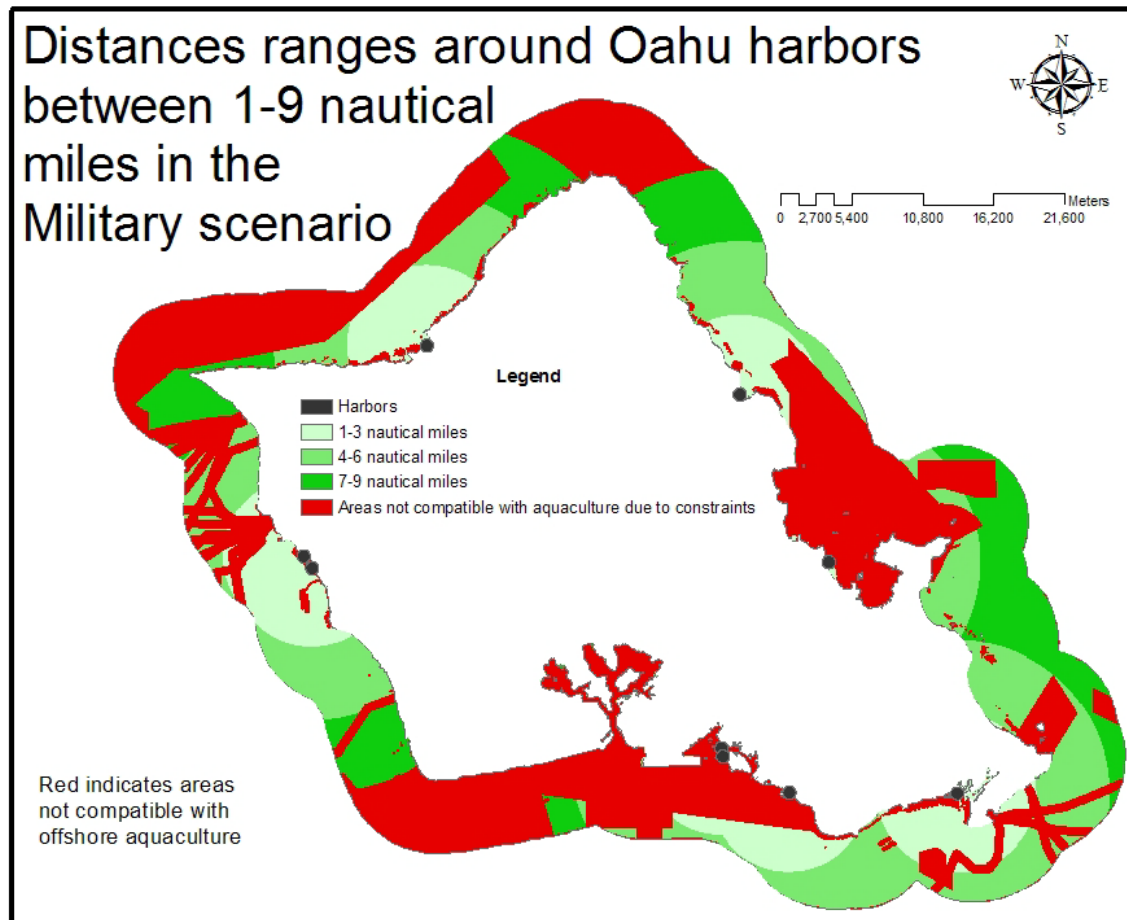 Distances ranges around Oahu harbors
between 1-9 nautical
miles in the
Military scenario
N
W
E
S
Meters
0
2,700
5,400
10,800
16,200
21,600
Legend
Harbors
1-3 nautical miles
4-6 nautical miles
7-9 nautical miles
Areas not compatible with aquaculture due to constraints
Red indicates areas
not compatible with
offshore aquaculture